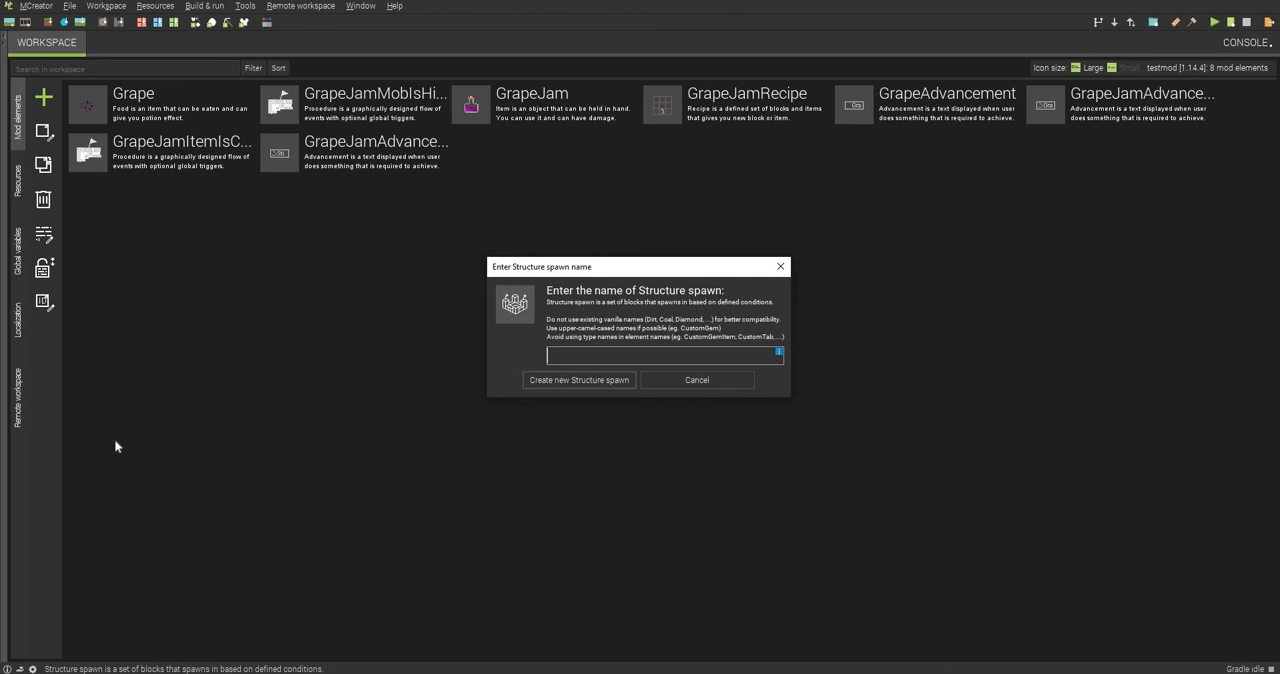 MCreator File Workspace Resources Build & run Tools Remote workspace Window Help
WORKSPACE
CONSOLE
Search in workspace Filter Sort
Icon size: Large Small testmod [1.14.4]: 8 mod elements
Mod elements
Resources
Global variables
Localization
Remote workspace
Grape
Food is an item that can be eaten and can
give you potion effect.
GrapeJamMobIsHi...
Procedure is a graphically designed flow of
events with optional global triggers.
GrapeJam
Item is an object that can be held in hand.
You can use it and can have damage.
GrapeJamRecipe
Recipe is a defined set of blocks and items
that gives you new block or item.
GrapeAdvancement
Advancement is a text displayed when user
does something that is required to achieve.
GrapeJamAdvance...
Advancement is a text displayed when user
does something that is required to achieve.
GrapeJamItemIsC...
Procedure is a graphically designed flow of
events with optional global triggers.
GrapeJamAdvance...
Advancement is a text displayed when user
does something that is required to achieve.
Enter Structure spawn name
Enter the name of Structure spawn:
Structure spawn is a set of blocks that spawns in based on defined conditions.
Do not use existing vanilla names (Dirt, Coal, Diamond, ...) for better compatibility.
Use upper-camel-cased names if possible (eg. CustomGem)
Avoid using type names in element names (eg. CustomGemItem, CustomTab, ...)
Create new Structure spawn Cancel
Structure spawn is a set of blocks that spawns in based on defined conditions.
Gradle idle